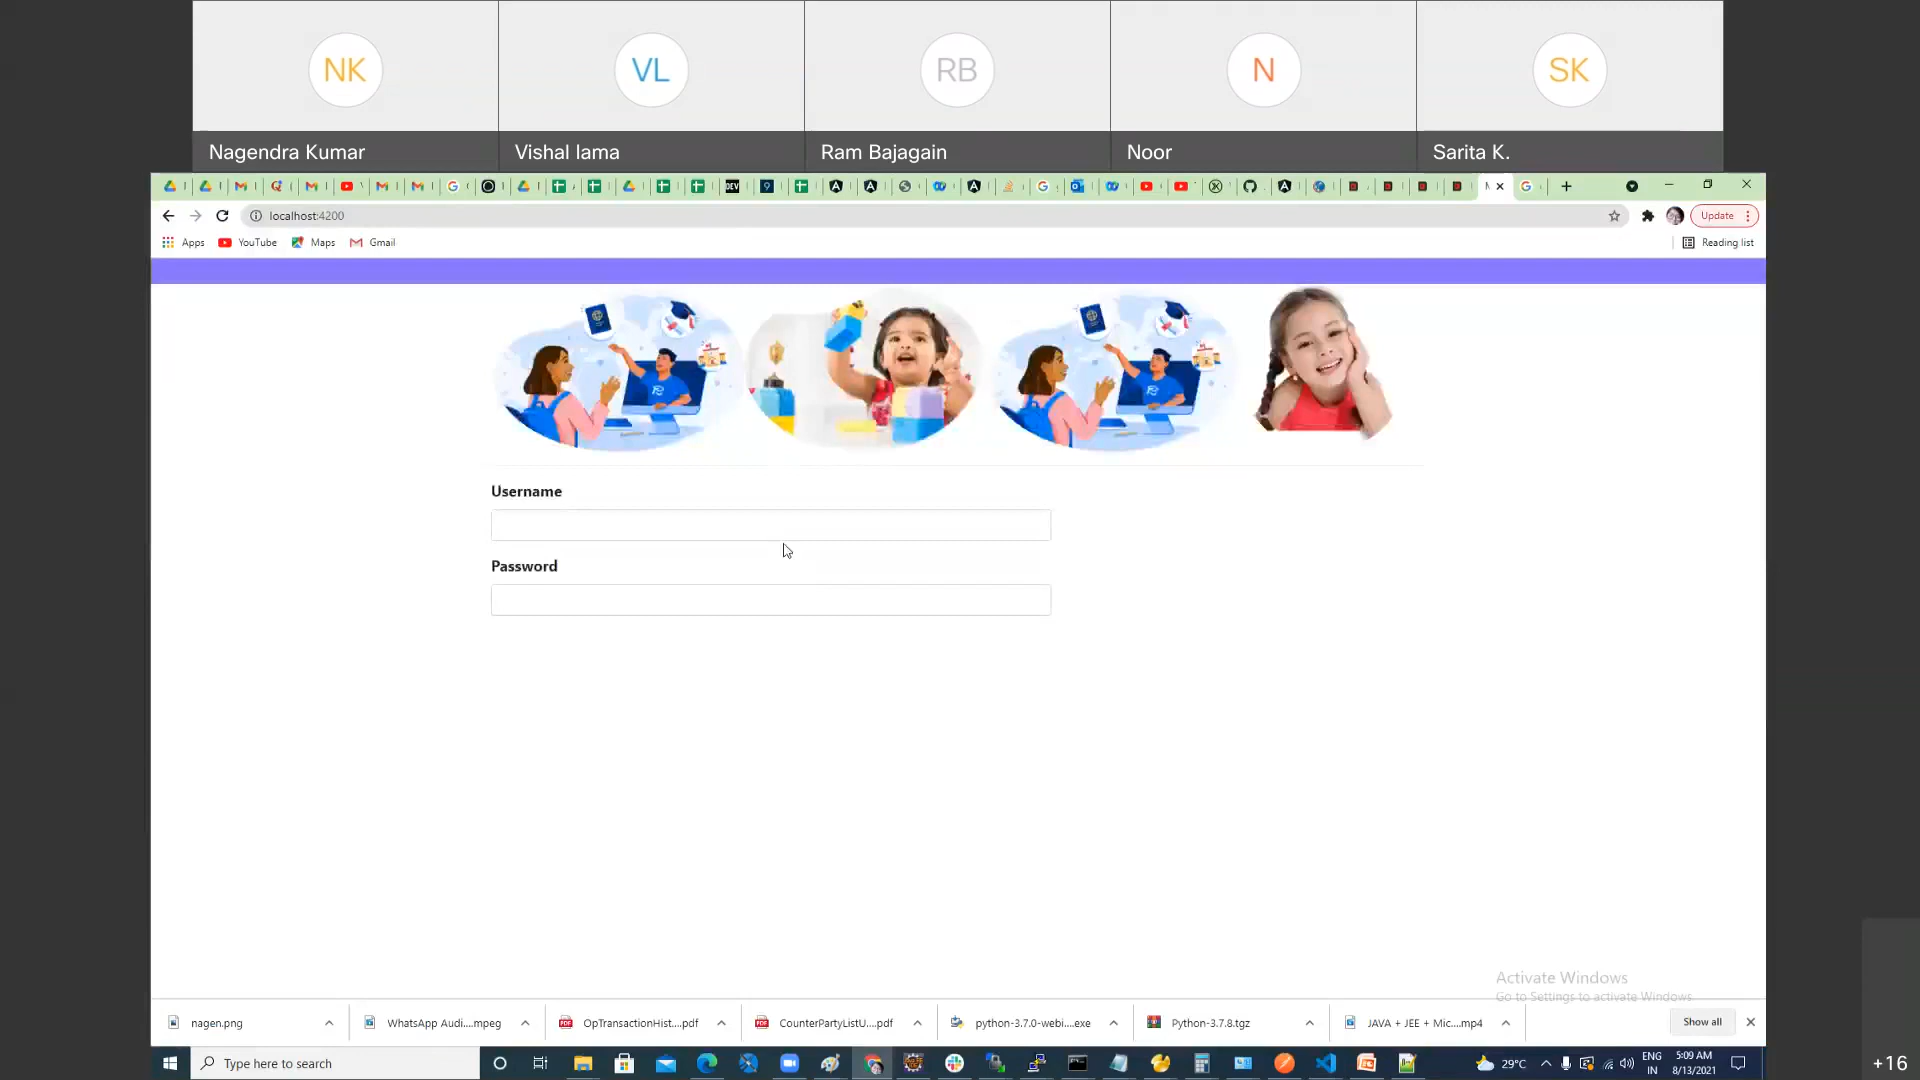 NK
VL
RB
N
SK
Nagendra Kumar
Vishal lama
Ram Bajagain
Noor
Sarita K.
DEV
localhost:4200
Update
Apps
YouTube
Maps
Gmail
Reading list
Username
Password
Activate Windows
Go to Settings to activate Windows.
nagen.png
WhatsApp Audi....mpeg
OpTransactionHist....pdf
CounterPartyListU....pdf
python-3.7.0-webi....exe
Python-3.7.8.tgz
JAVA + JEE + Mic....mp4
Show all
Type here to search
29°C
ENG
IN
5:09 AM
8/13/2021
+16